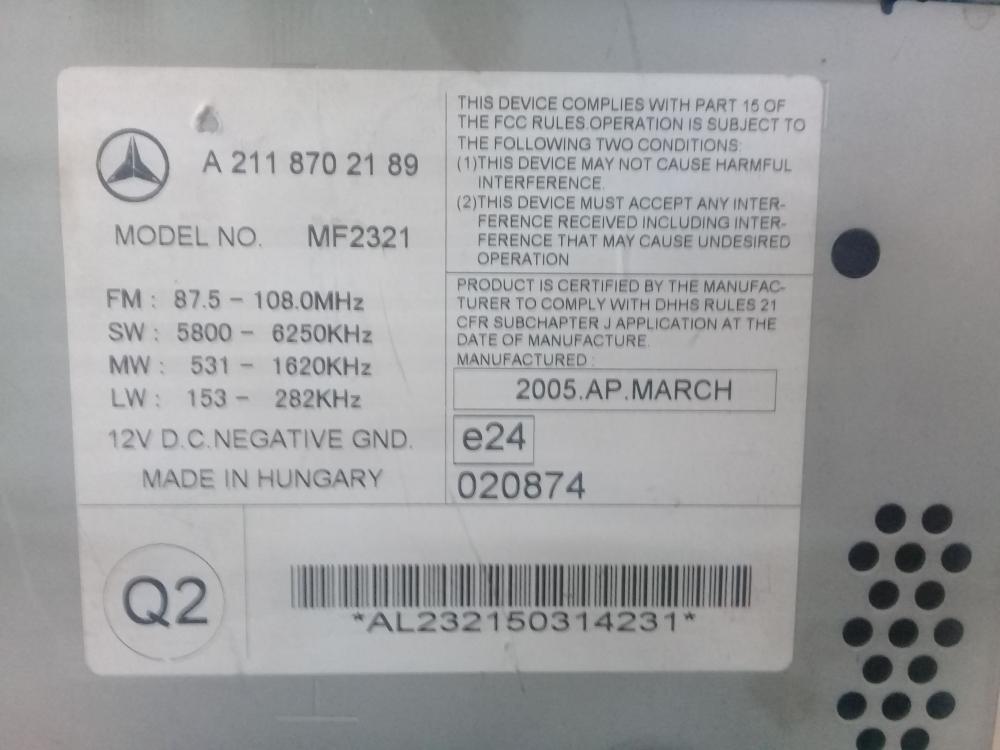 A 211 870 21 89
MODEL NO. MF2321
FM : 87.5 - 108.0MHz
SW : 5800 - 6250KHz
MW : 531 - 1620KHz
LW : 153 - 282KHz
12V D.C.NEGATIVE GND.
MADE IN HUNGARY
THIS DEVICE COMPLIES WITH PART 15 OF
THE FCC RULES.OPERATION IS SUBJECT TO
THE FOLLOWING TWO CONDITIONS:
(1)THIS DEVICE MAY NOT CAUSE HARMFUL
INTERFERENCE.
(2)THIS DEVICE MUST ACCEPT ANY INTER-
FERENCE RECEIVED INCLUDING INTER-
FERENCE THAT MAY CAUSE UNDESIRED
OPERATION
PRODUCT IS CERTIFIED BY THE MANUFAC-
TURER TO COMPLY WITH DHHS RULES 21
CFR SUBCHAPTER J APPLICATION AT THE
DATE OF MANUFACTURE.
MANUFACTURED :
2005.AP.MARCH
e24
020874
Q2
*AL232150314231*